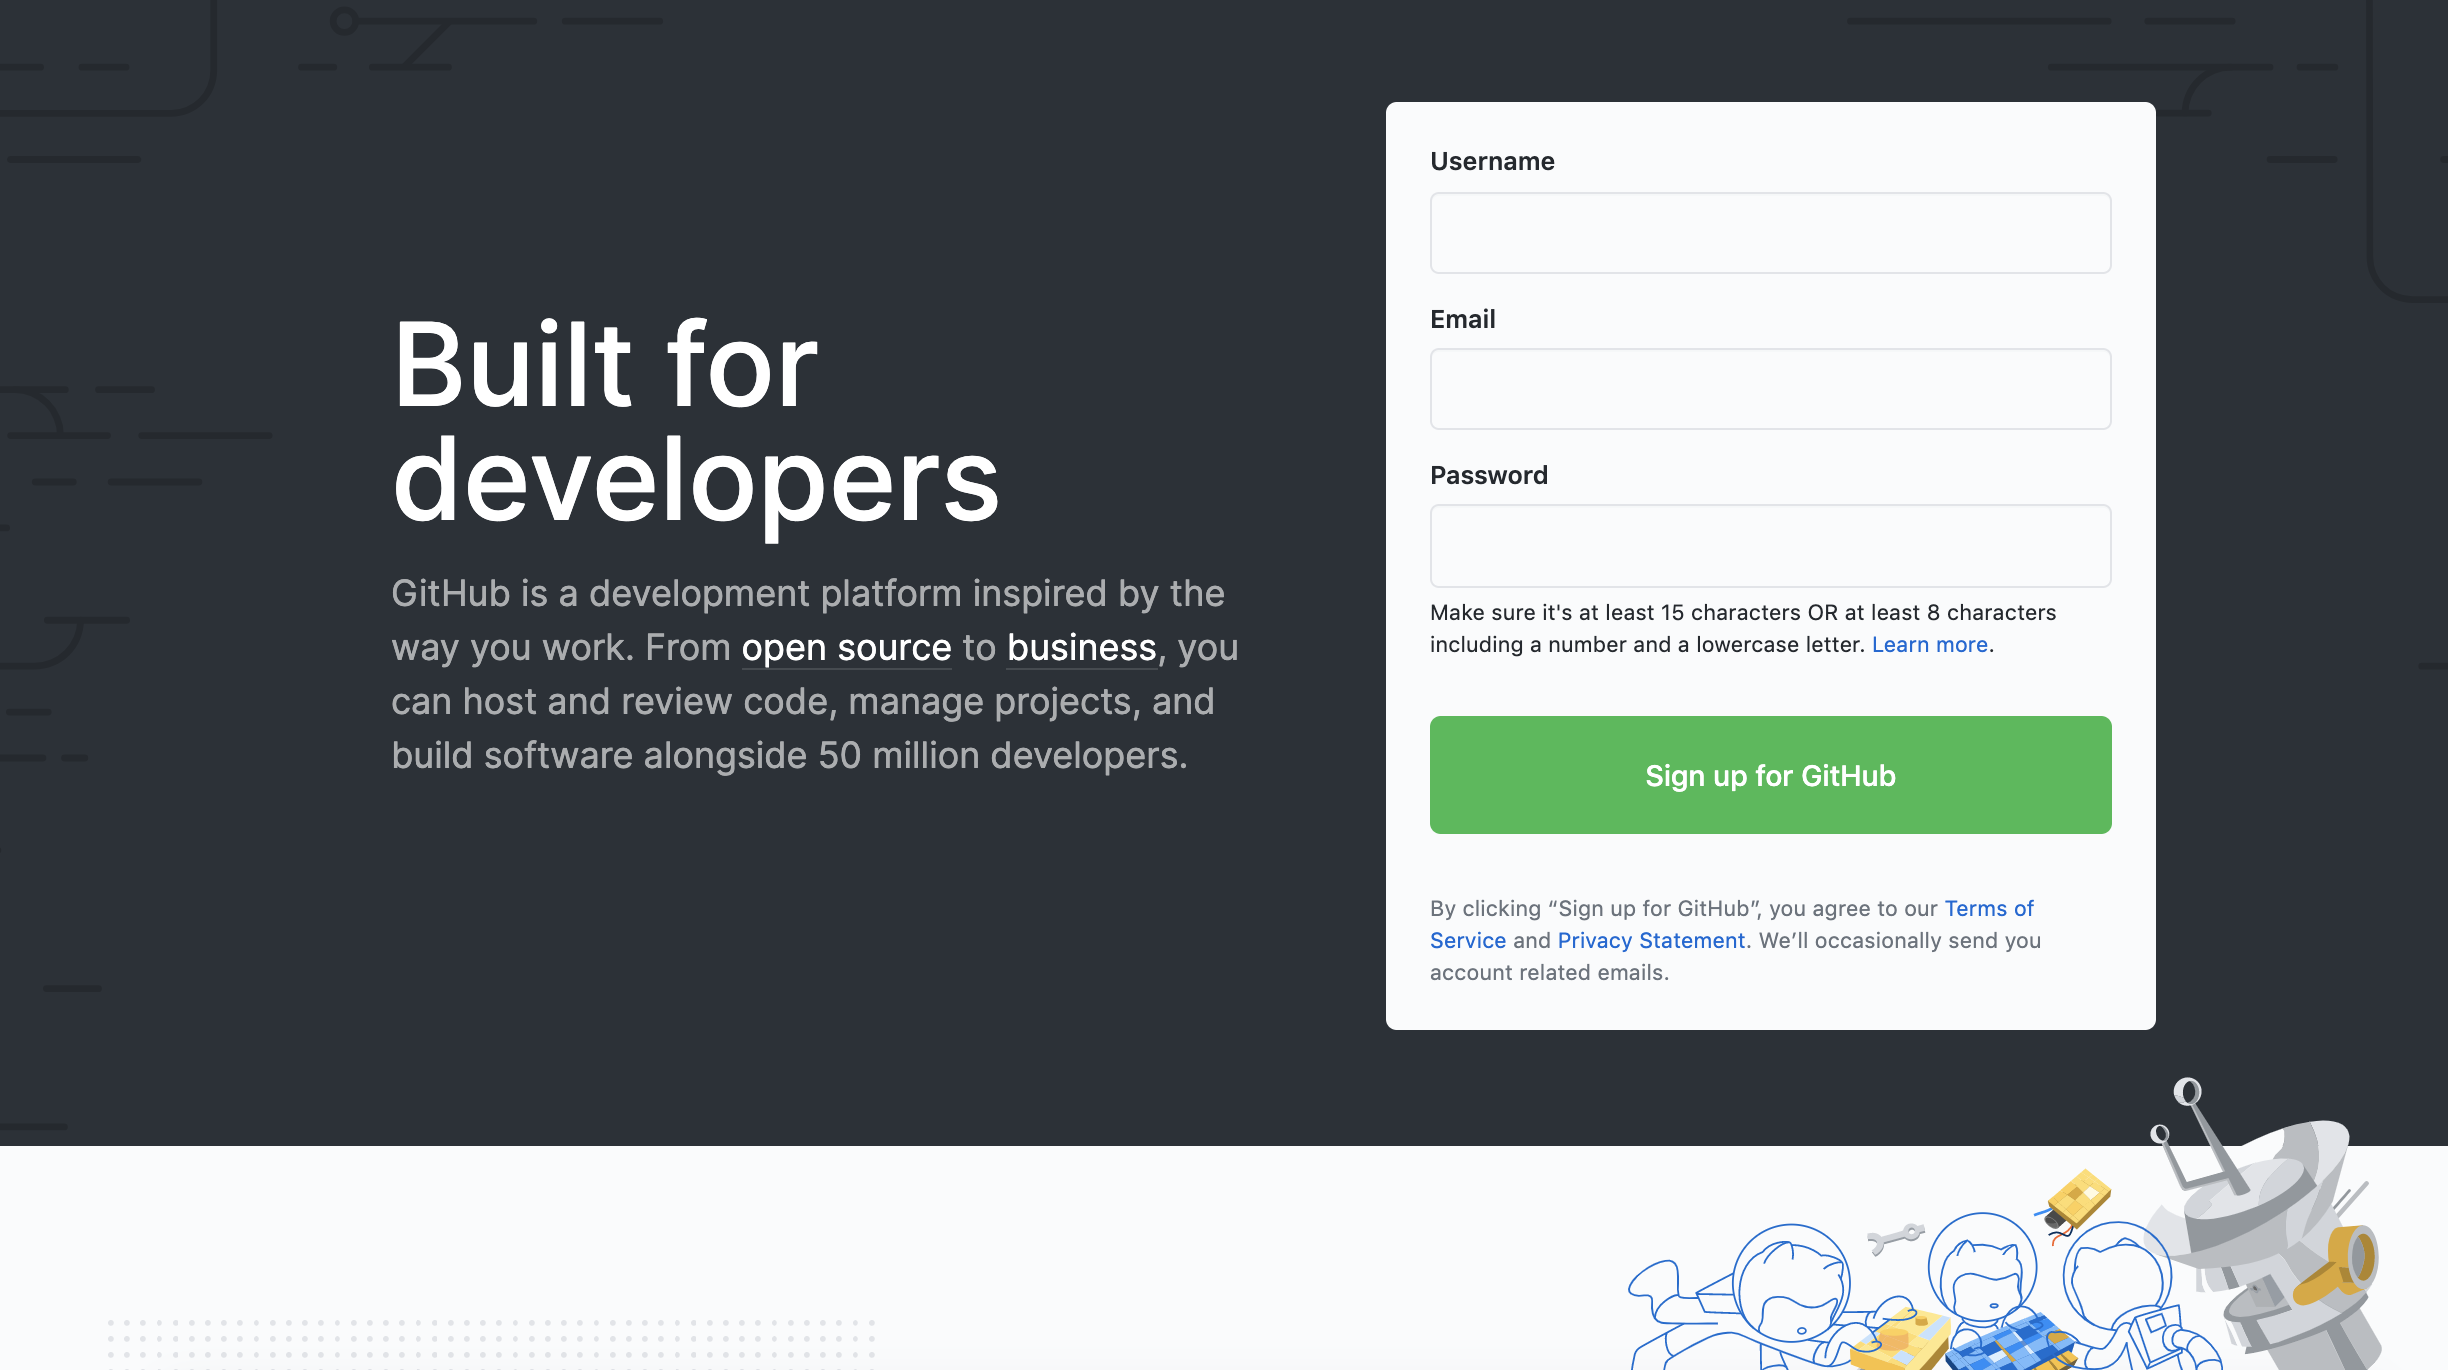 Built for
developers
GitHub is a development platform inspired by the
way you work. From open source to business, you
can host and review code, manage projects, and
build software alongside 50 million developers.
Username
Email
Password
Make sure it's at least 15 characters OR at least 8 characters
including a number and a lowercase letter. Learn more.
Sign up for GitHub
By clicking “Sign up for GitHub”, you agree to our Terms of
Service and Privacy Statement. We’ll occasionally send you
account related emails.